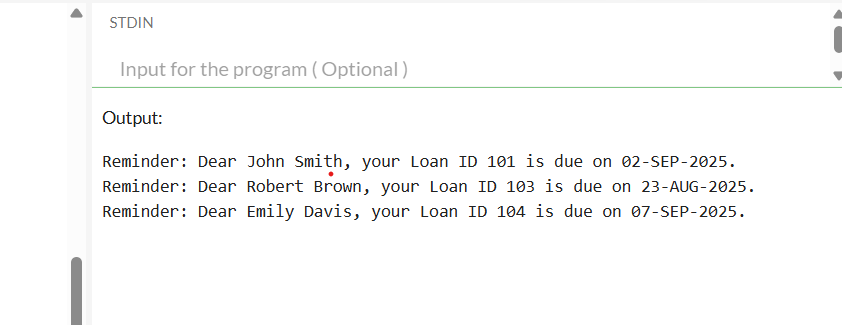 STDIN
Input for the program ( Optional )
Output:
Reminder: Dear John Smith, your Loan ID 101 is due on 02-SEP-2025.
Reminder: Dear Robert Brown, your Loan ID 103 is due on 23-AUG-2025.
Reminder: Dear Emily Davis, your Loan ID 104 is due on 07-SEP-2025.